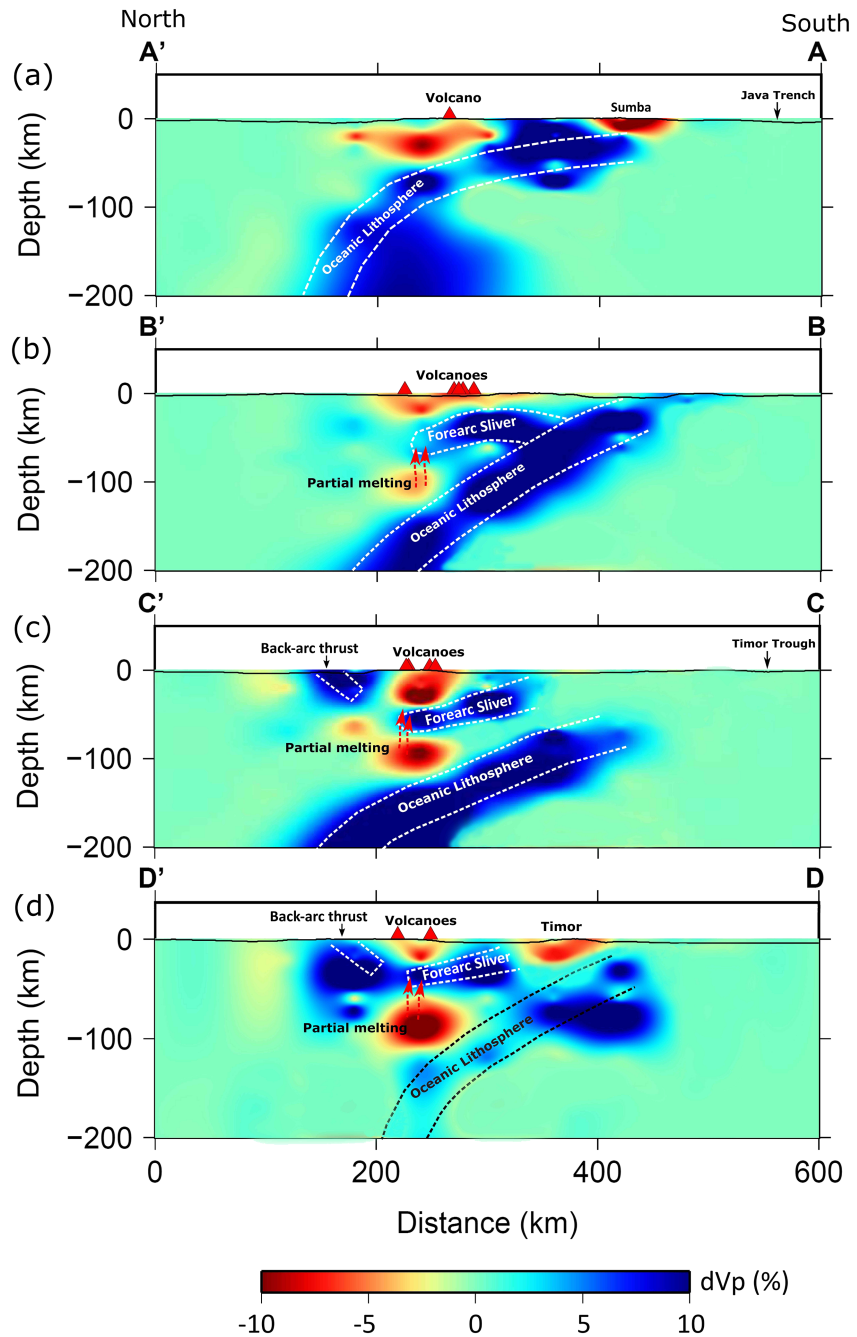 North
South
A’
A
(a)
Volcano
Sumba
Java Trench
0
−100
−200
Depth (km)
Oceanic Lithosphere
B’
B
(b)
Volcanoes
0
−100
−200
Depth (km)
Forearc Sliver
Partial melting
Oceanic Lithosphere
C’
C
(c)
Back-arc thrust
Volcanoes
Timor Trough
0
−100
−200
Depth (km)
Forearc Sliver
Partial melting
Oceanic Lithosphere
D’
D
(d)
Back-arc thrust
Volcanoes
Timor
0
−100
−200
Depth (km)
Forearc Sliver
Partial melting
Oceanic Lithosphere
0 200 400 600
Distance (km)
dVp (%)
-10 -5 0 5 10